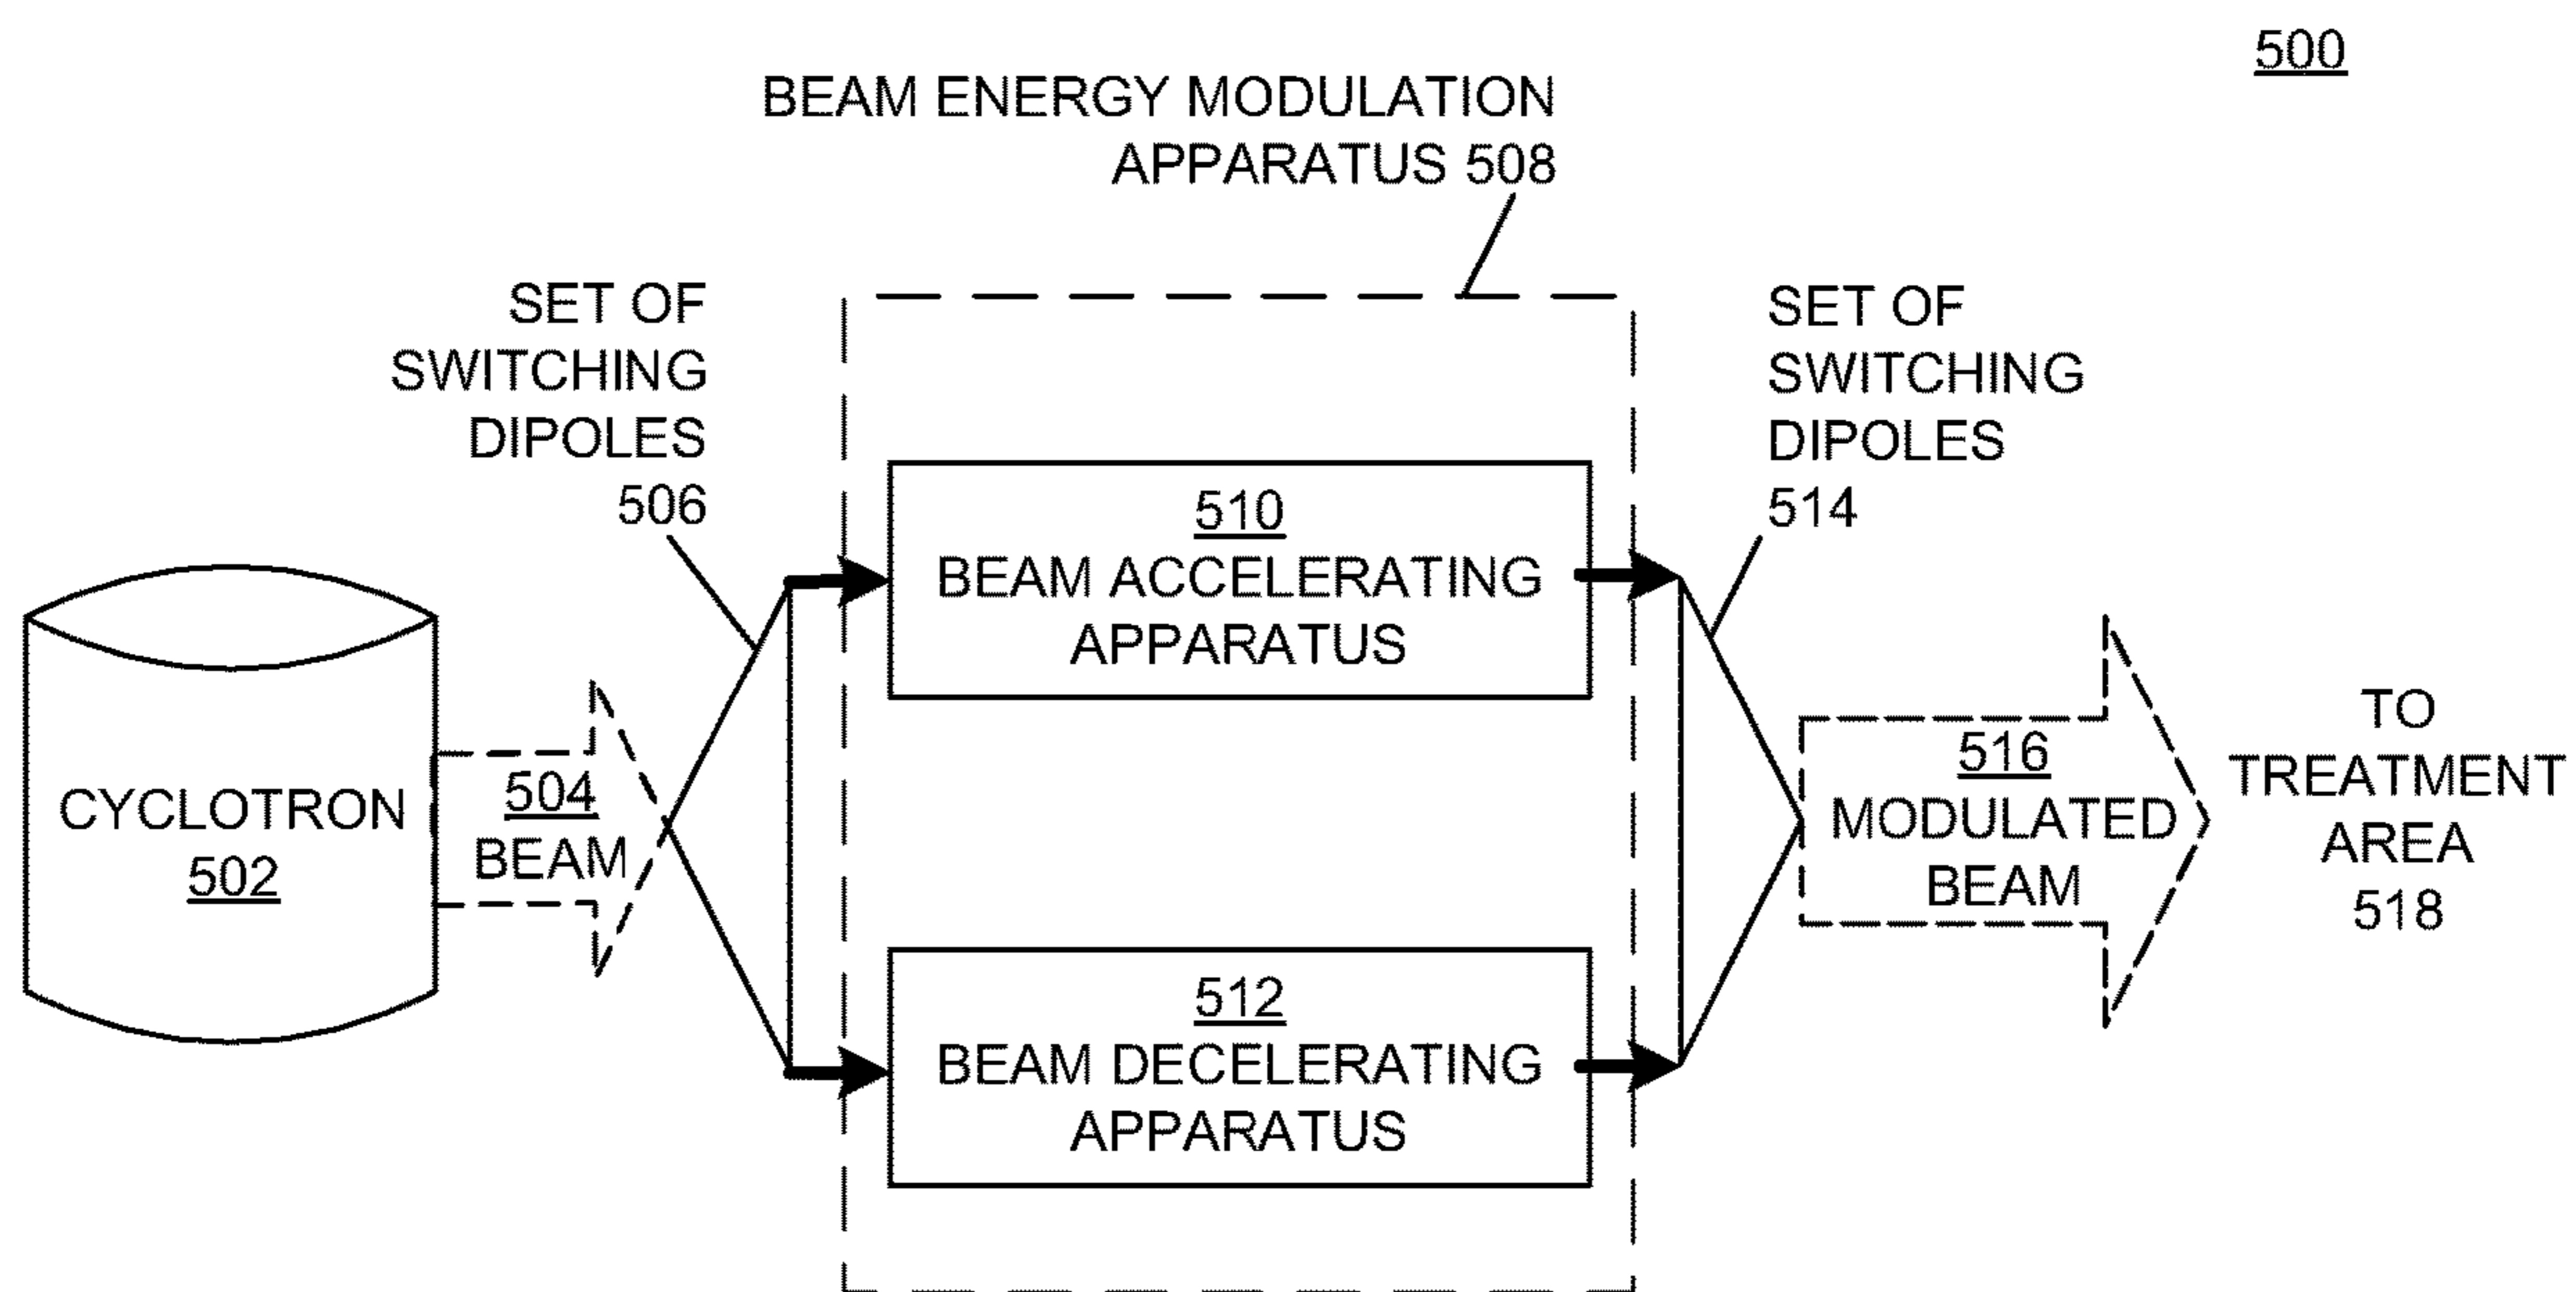 500
BEAM ENERGY MODULATION
APPARATUS 508
SET OF
SWITCHING
DIPOLES
506
SET OF
SWITCHING
DIPOLES
514
510
BEAM ACCELERATING
APPARATUS
CYCLOTRON
502
504
BEAM
516
MODULATED
BEAM
TO
TREATMENT
AREA
518
512
BEAM DECELERATING
APPARATUS